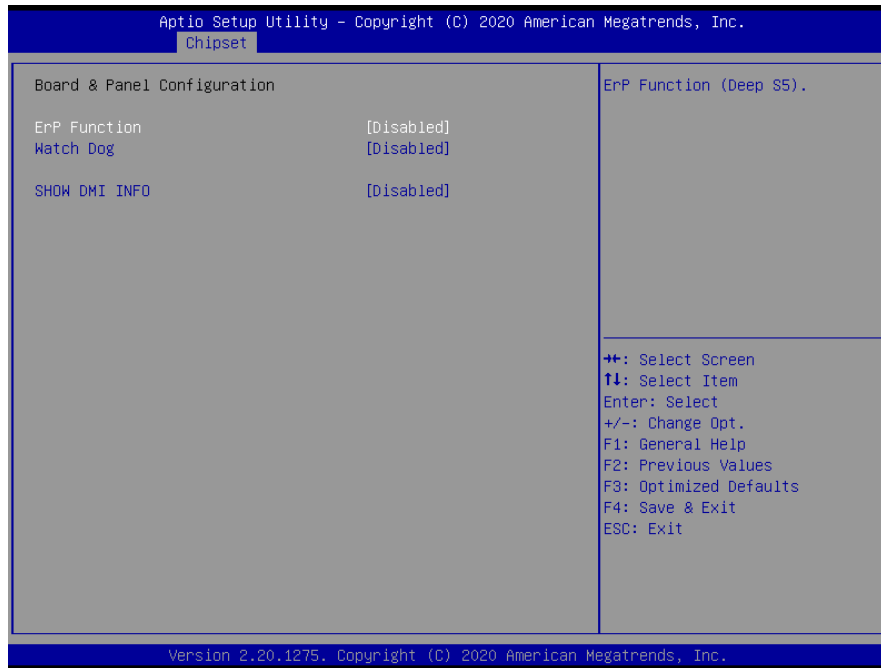 Aptio Setup Utility – Copyright (C) 2020 American Megatrends, Inc.
Chipset
Board & Panel Configuration
ErP Function [Disabled]
Watch Dog [Disabled]
SHOW DMI INFO [Disabled]
ErP Function (Deep S5).
→←: Select Screen
↑↓: Select Item
Enter: Select
+/-: Change Opt.
F1: General Help
F2: Previous Values
F3: Optimized Defaults
F4: Save & Exit
ESC: Exit
Version 2.20.1275. Copyright (C) 2020 American Megatrends, Inc.